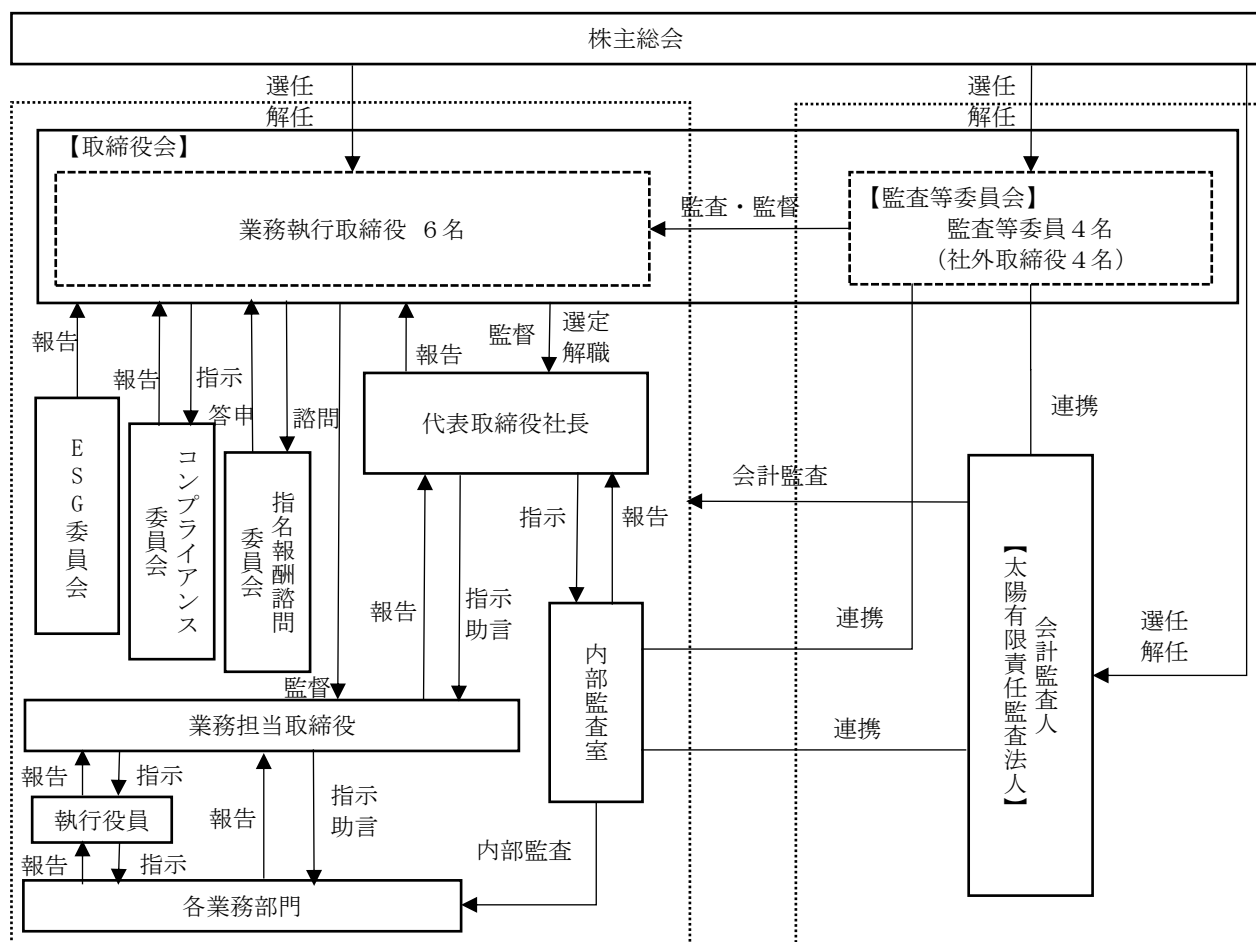 株主総会
選任
解任
選任
解任
【取締役会】
業務執行取締役 6名
監査・監督
【監査等委員会】
監査等委員4名
（社外取締役4名）
報告
報告
指示
答申
諮問
報告
監督
選定
解職
代表取締役社長
連携
ESG委員会
コンプライアンス
委員会
指名報酬諮問
委員会
会計監査
指示
報告
報告
指示
助言
連携
選任
解任
内部監査室
会計監査人
【太陽有限責任監査法人】
監督
業務担当取締役
連携
報告
指示
報告
指示
助言
執行役員
報告
指示
内部監査
各業務部門